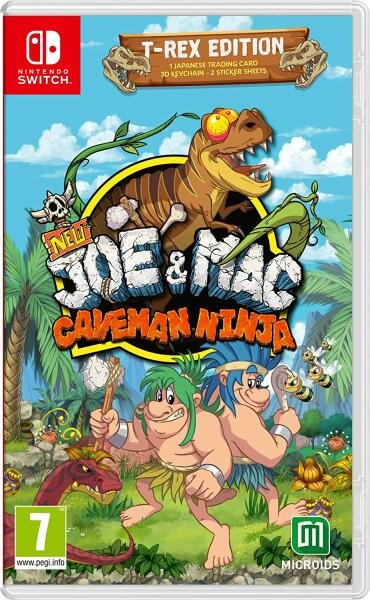 NINTENDO
SWITCH
T-REX EDITION
1 JAPANESE TRADING CARD
3D KEYCHAIN - 2 STICKER SHEETS
NEW
JOE & MAC
CAVEMAN NINJA
7
www.pegi.info
M
MICROIDS